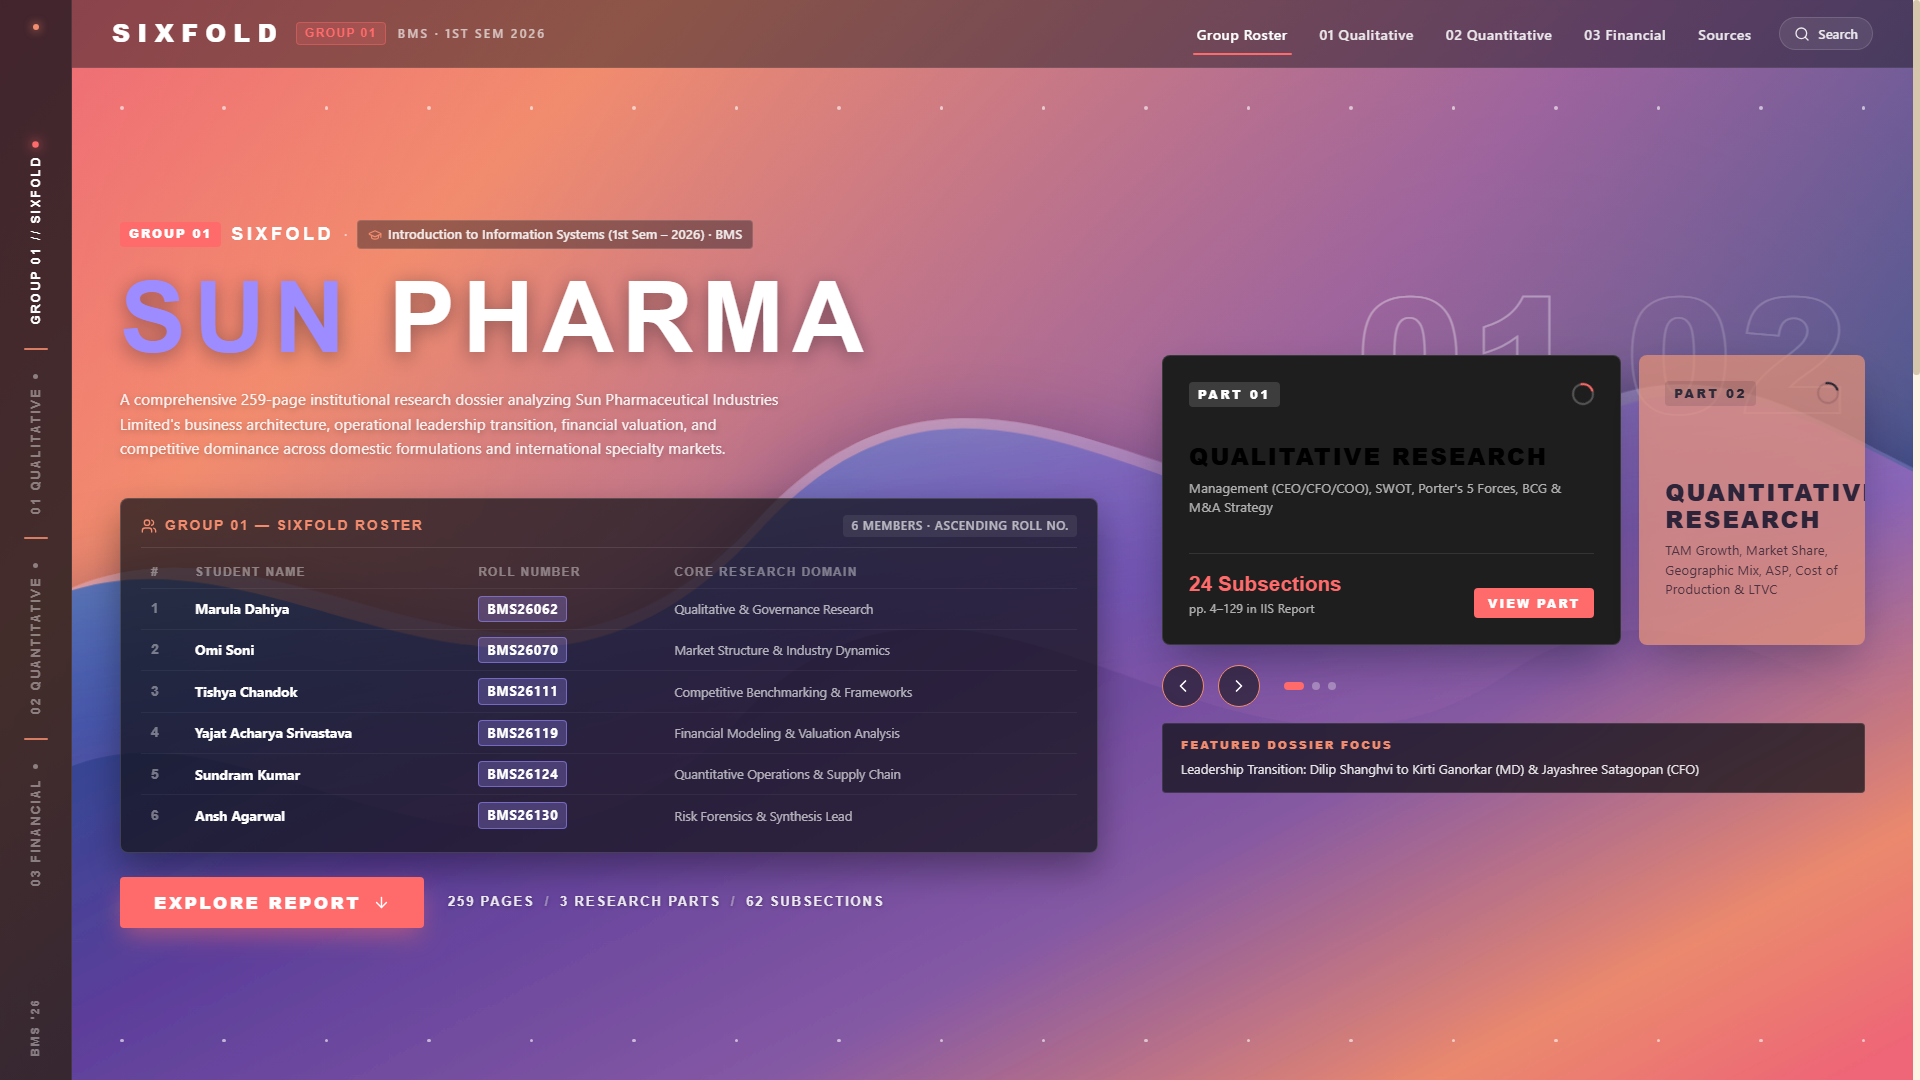 SIXFOLD
GROUP 01
BMS · 1ST SEM 2026
Group Roster
01 Qualitative
02 Quantitative
03 Financial
Sources
Search
GROUP 01 // SIXFOLD
01 QUALITATIVE
02 QUANTITATIVE
03 FINANCIAL
BMS '26
GROUP 01 SIXFOLD ·
Introduction to Information Systems (1st Sem – 2026) · BMS
SUN PHARMA
A comprehensive 259-page institutional research dossier analyzing Sun Pharmaceutical Industries
Limited's business architecture, operational leadership transition, financial valuation, and
competitive dominance across domestic formulations and international specialty markets.
GROUP 01 — SIXFOLD ROSTER
6 MEMBERS · ASCENDING ROLL NO.
# STUDENT NAME ROLL NUMBER CORE RESEARCH DOMAIN
1 Marula Dahiya BMS26062 Qualitative & Governance Research
2 Omi Soni BMS26070 Market Structure & Industry Dynamics
3 Tishya Chandok BMS26111 Competitive Benchmarking & Frameworks
4 Yajat Acharya Srivastava BMS26119 Financial Modeling & Valuation Analysis
5 Sundram Kumar BMS26124 Quantitative Operations & Supply Chain
6 Ansh Agarwal BMS26130 Risk Forensics & Synthesis Lead
EXPLORE REPORT
259 PAGES / 3 RESEARCH PARTS / 62 SUBSECTIONS
01
PART 01
QUALITATIVE RESEARCH
Management (CEO/CFO/COO), SWOT, Porter's 5 Forces, BCG &
M&A Strategy
24 Subsections
pp. 4–129 in IIS Report
VIEW PART
02
PART 02
QUANTITATIV
RESEARCH
TAM Growth, Market Share,
Geographic Mix, ASP, Cost of
Production & LTVC
FEATURED DOSSIER FOCUS
Leadership Transition: Dilip Shanghvi to Kirti Ganorkar (MD) & Jayashree Satagopan (CFO)